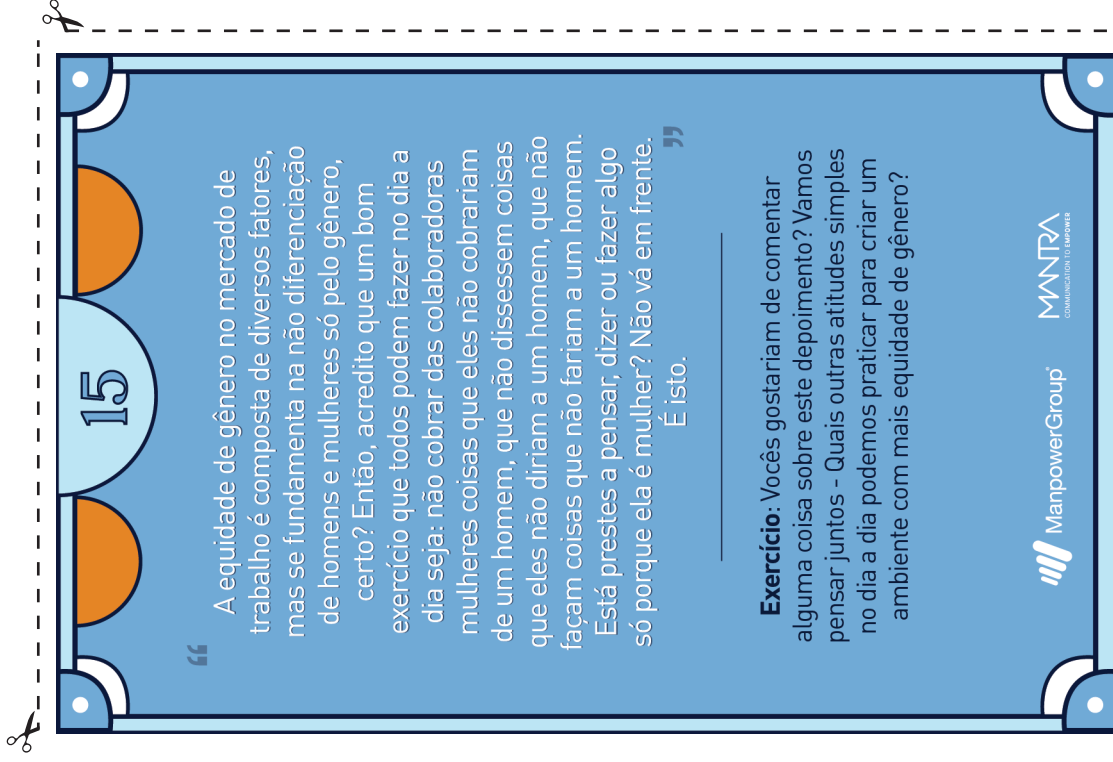 15
“
A equidade de gênero no mercado de
trabalho é composta de diversos fatores,
mas se fundamenta na não diferenciação
de homens e mulheres só pelo gênero,
certo? Então, acredito que um bom
exercício que todos podem fazer no dia a
dia seja: não cobrar das colaboradoras
mulheres coisas que eles não cobrariam
de um homem, que não dissessem coisas
que eles não diriam a um homem, que não
façam coisas que não fariam a um homem.
Está prestes a pensar, dizer ou fazer algo
só porque ela é mulher? Não vá em frente.
É isto.
”
Exercício: Vocês gostariam de comentar
alguma coisa sobre este depoimento? Vamos
pensar juntos - Quais outras atitudes simples
no dia a dia podemos praticar para criar um
ambiente com mais equidade de gênero?
ManpowerGroup®
MANTRA
COMMUNICATION TO EMPOWER